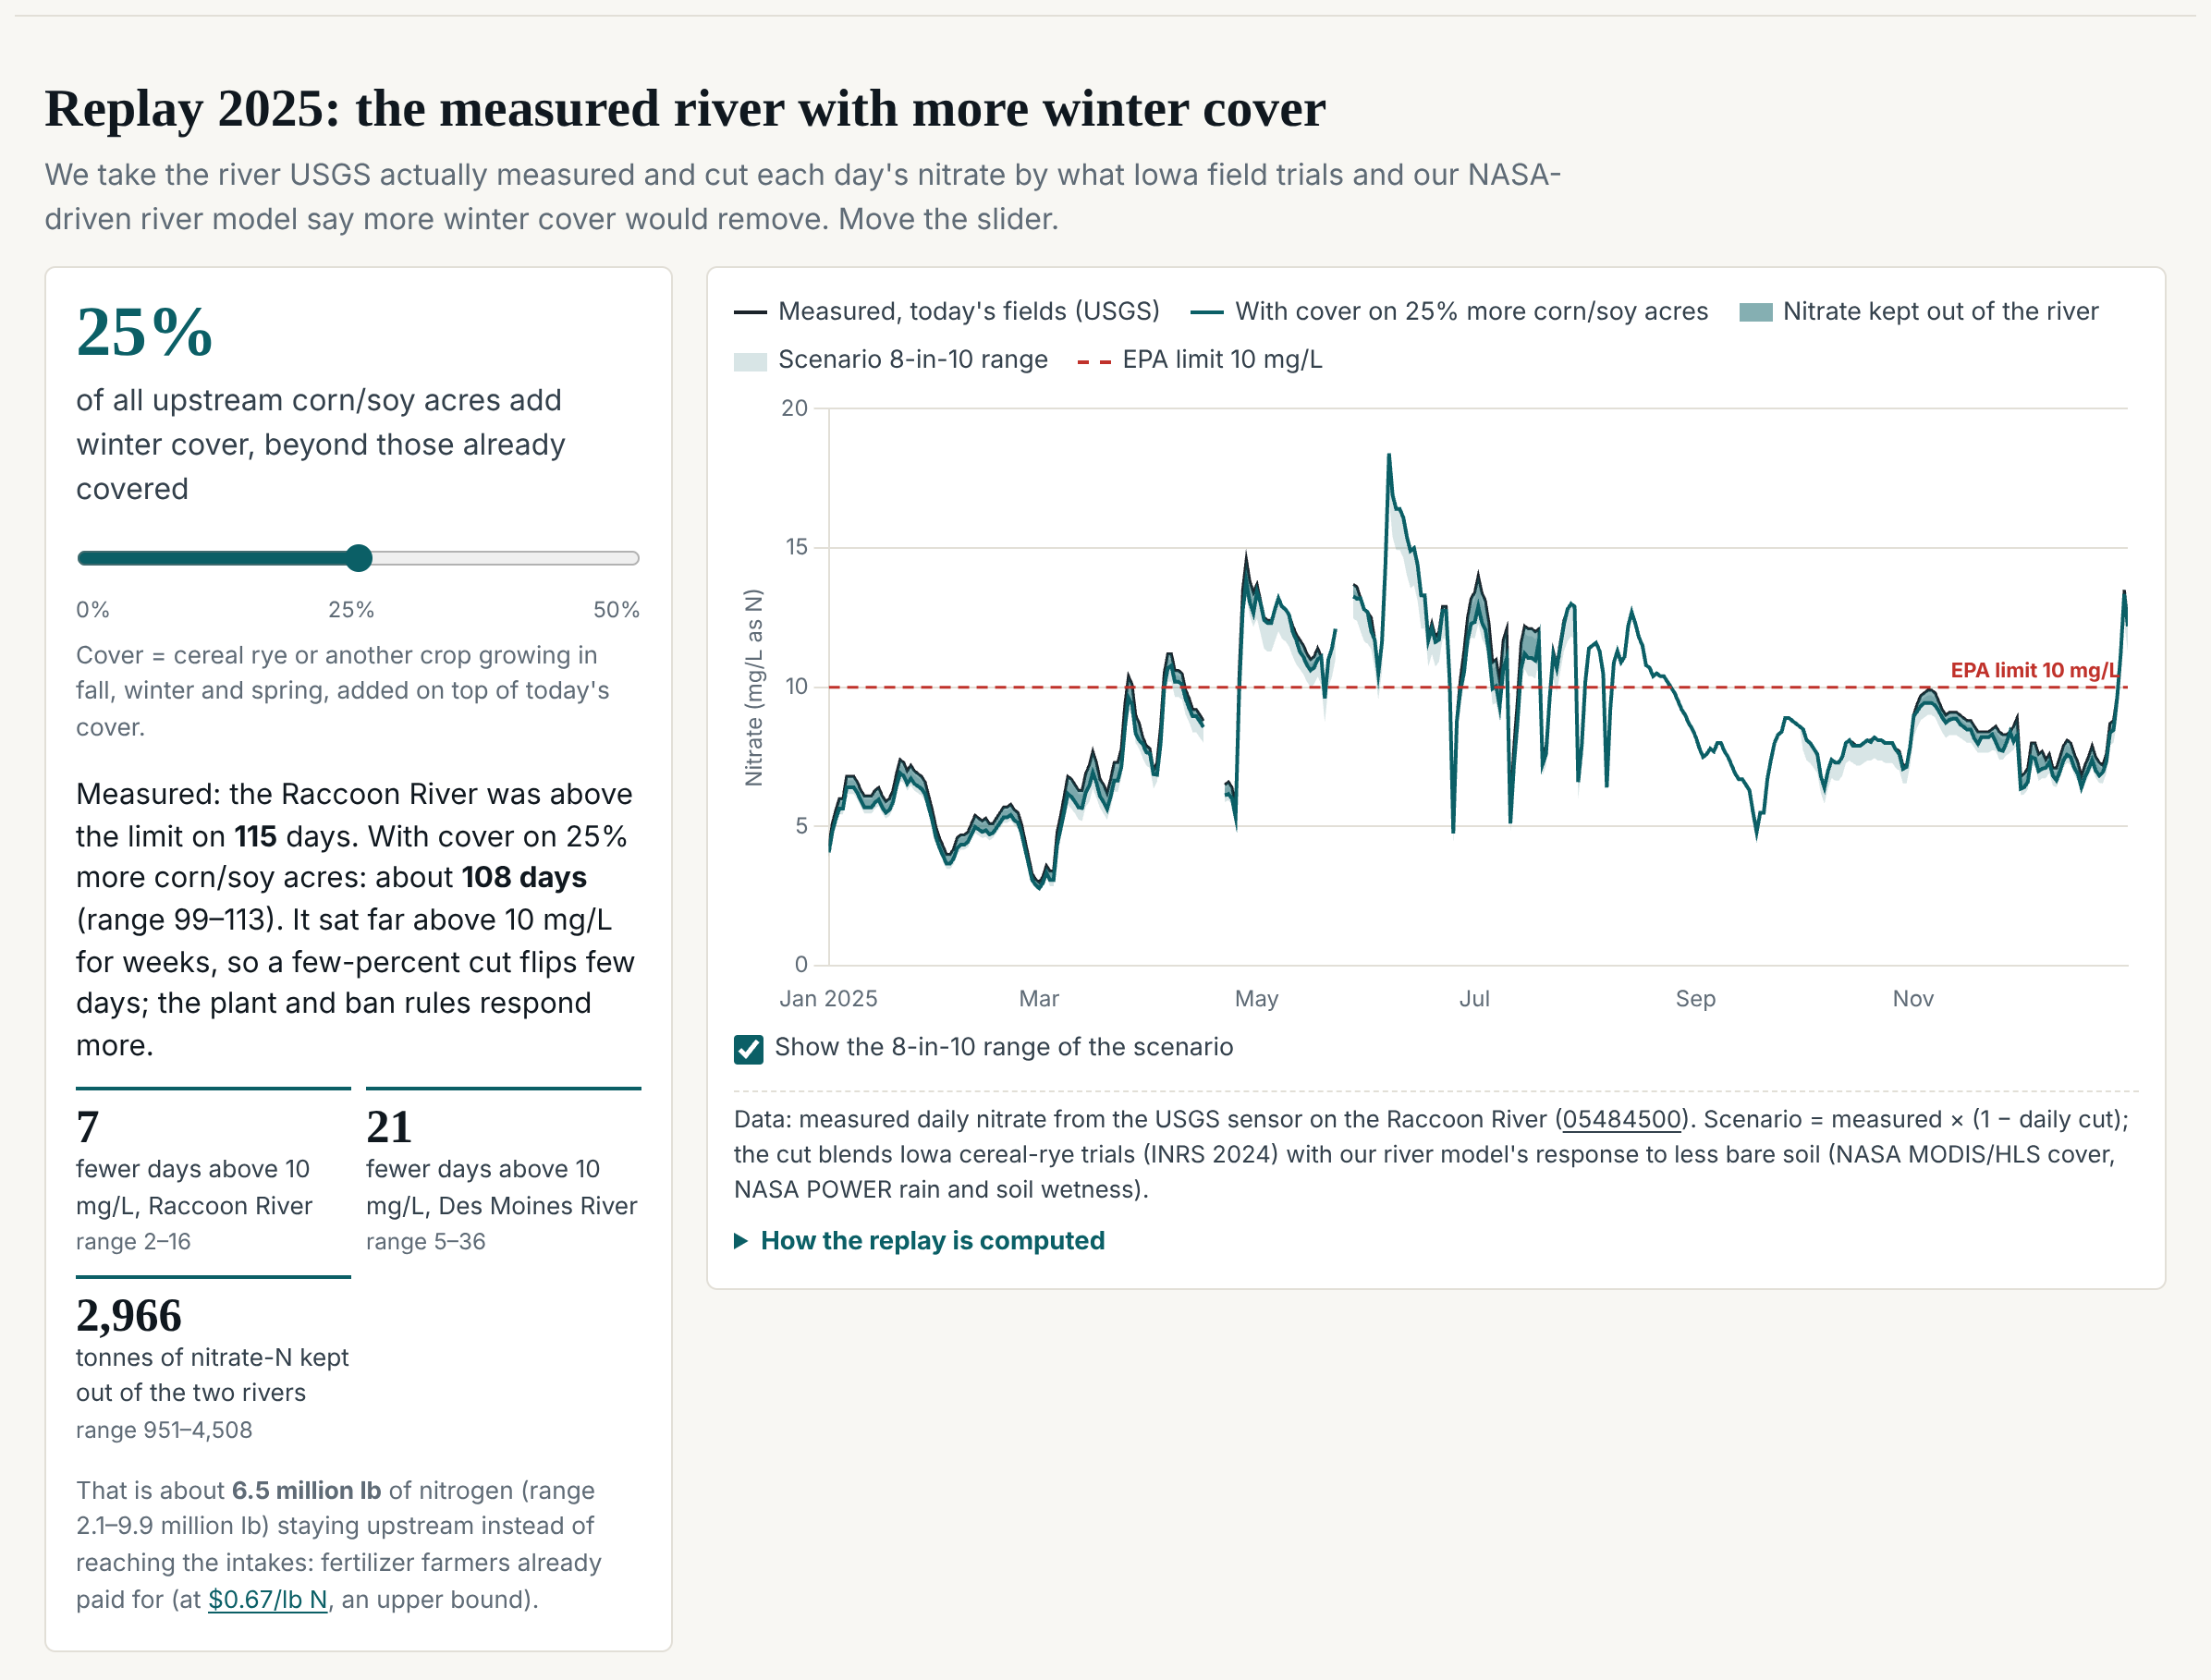 Replay 2025: the measured river with more winter cover
We take the river USGS actually measured and cut each day's nitrate by what Iowa field trials and our NASA-
driven river model say more winter cover would remove. Move the slider.
25%
of all upstream corn/soy acres add
winter cover, beyond those already
covered
0% 25% 50%
Cover = cereal rye or another crop growing in
fall, winter and spring, added on top of today's
cover.
Measured: the Raccoon River was above
the limit on 115 days. With cover on 25%
more corn/soy acres: about 108 days
(range 99–113). It sat far above 10 mg/L
for weeks, so a few-percent cut flips few
days; the plant and ban rules respond
more.
7
fewer days above 10
mg/L, Raccoon River
range 2–16
21
fewer days above 10
mg/L, Des Moines River
range 5–36
2,966
tonnes of nitrate-N kept
out of the two rivers
range 951–4,508
That is about 6.5 million lb of nitrogen (range
2.1–9.9 million lb) staying upstream instead of
reaching the intakes: fertilizer farmers already
paid for (at $0.67/lb N, an upper bound).
Measured, today's fields (USGS) With cover on 25% more corn/soy acres Nitrate kept out of the river
Scenario 8-in-10 range EPA limit 10 mg/L
Nitrate (mg/L as N)
20
15
10
5
0
EPA limit 10 mg/L
Jan 2025 Mar May Jul Sep Nov
Show the 8-in-10 range of the scenario
Data: measured daily nitrate from the USGS sensor on the Raccoon River (05484500). Scenario = measured × (1 − daily cut);
the cut blends Iowa cereal-rye trials (INRS 2024) with our river model's response to less bare soil (NASA MODIS/HLS cover,
NASA POWER rain and soil wetness).
How the replay is computed